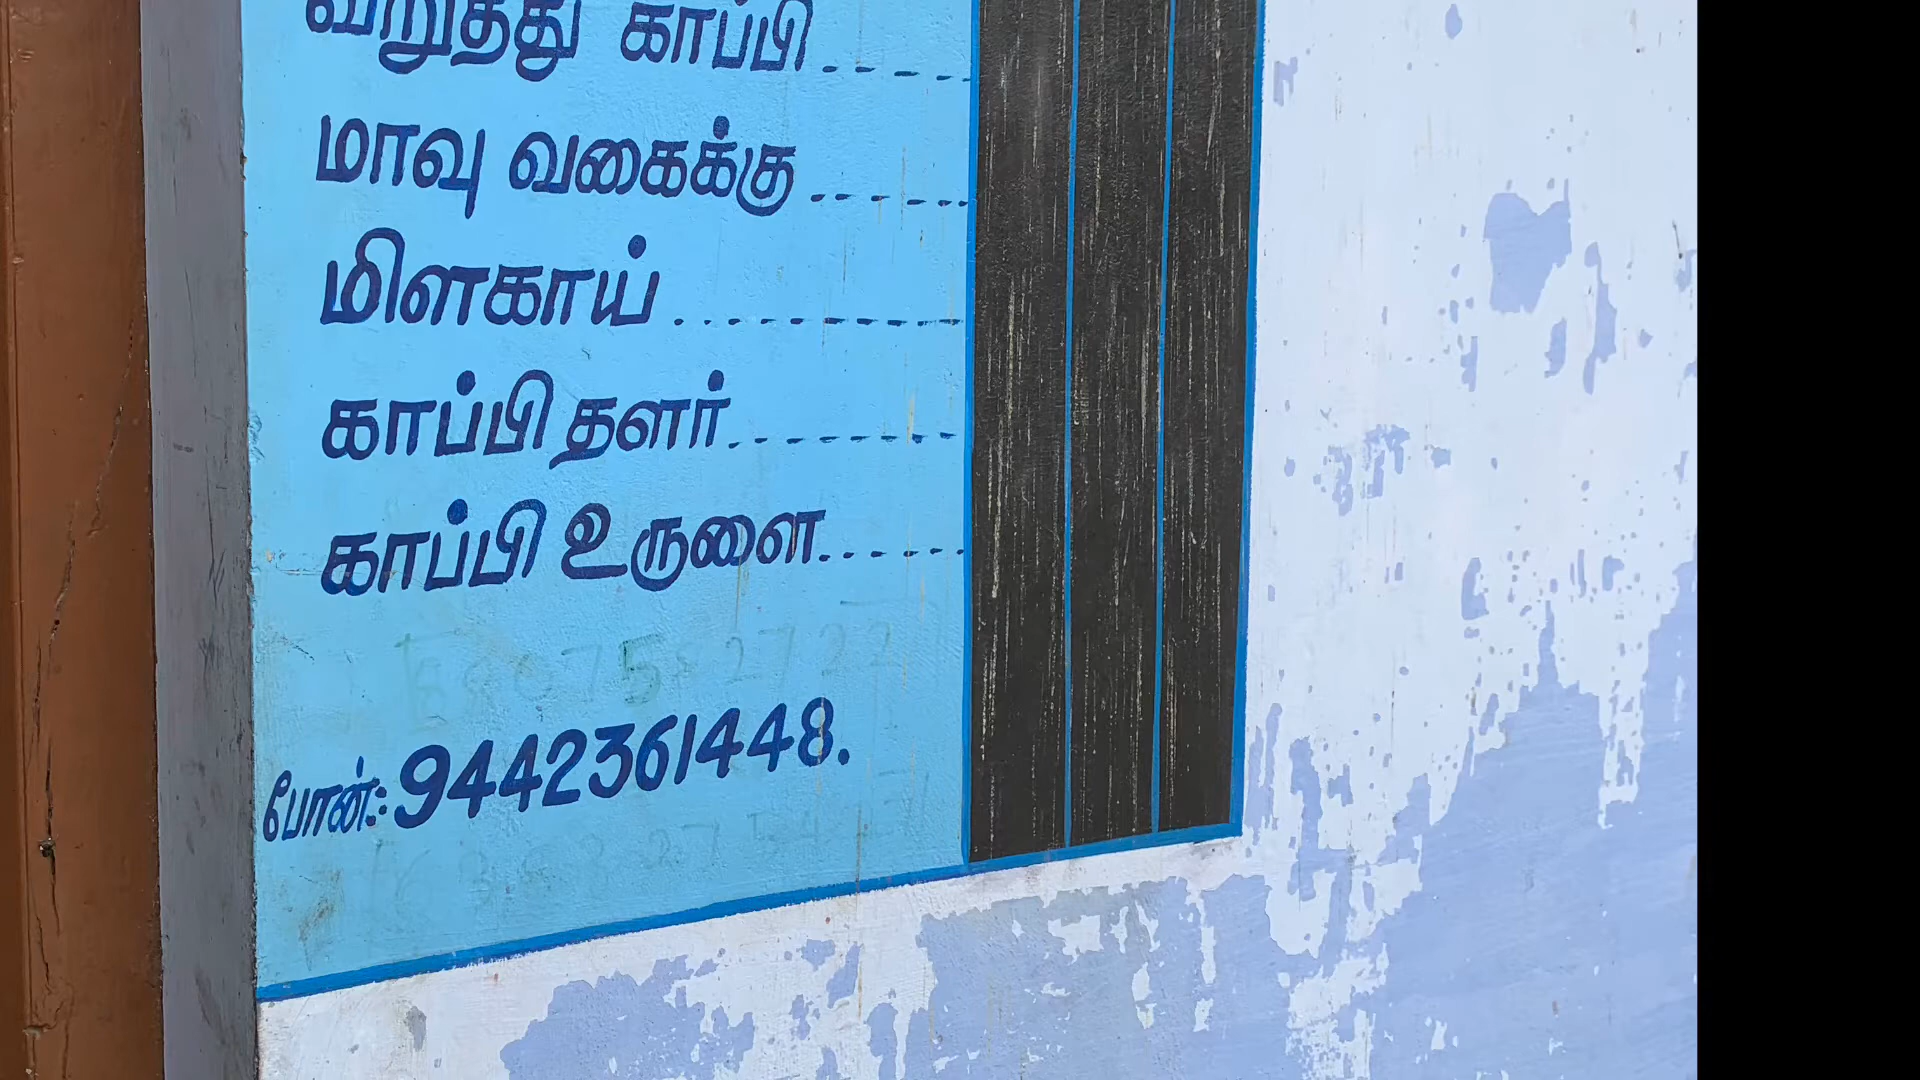 வறுத்து காப்பி
மாவு வகைக்கு
மிளகாய்
காப்பி தளர்
காப்பி உருளை
போன்: 9442361448.